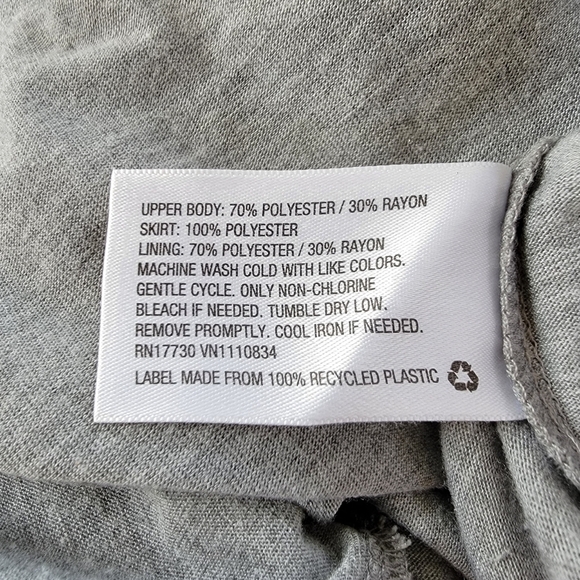 UPPER BODY: 70% POLYESTER / 30% RAYON
SKIRT: 100% POLYESTER
LINING: 70% POLYESTER / 30% RAYON
MACHINE WASH COLD WITH LIKE COLORS.
GENTLE CYCLE. ONLY NON-CHLORINE
BLEACH IF NEEDED. TUMBLE DRY LOW.
REMOVE PROMPTLY. COOL IRON IF NEEDED.
RN17730 VN1110834
LABEL MADE FROM 100% RECYCLED PLASTIC